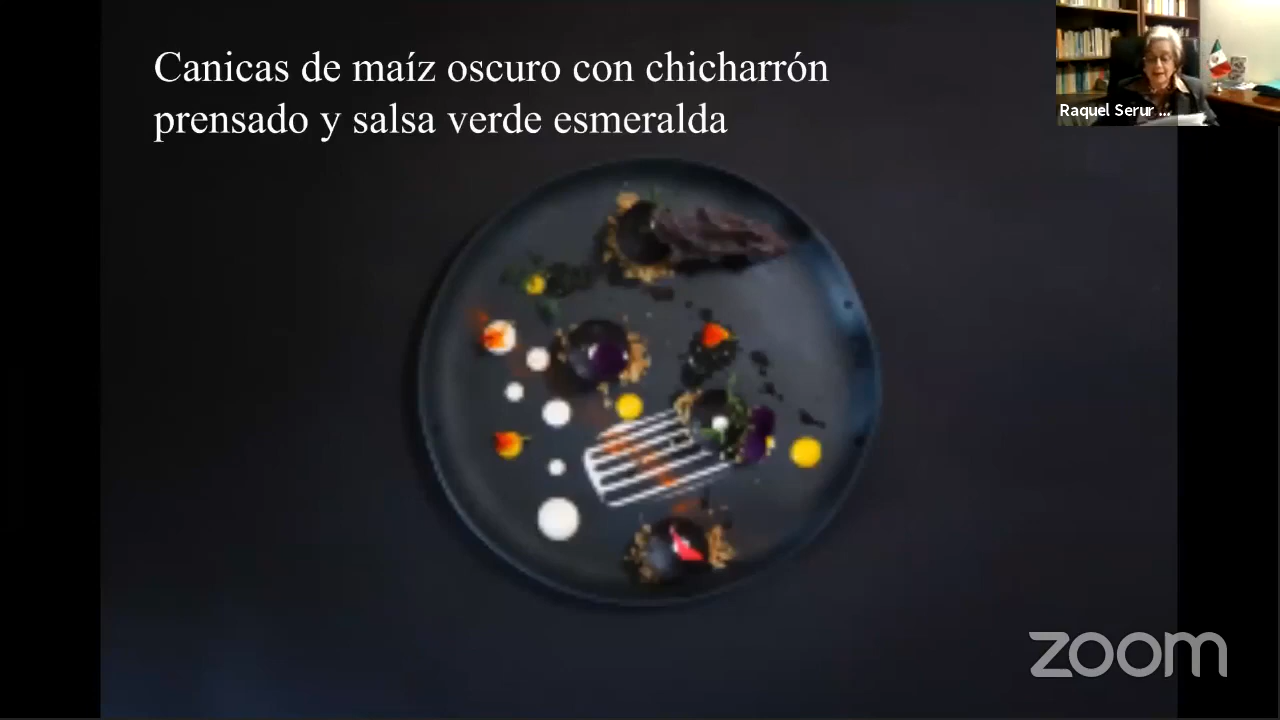 Canicas de maíz oscuro con chicharrón
prensado y salsa verde esmeralda
Raquel Serur ...
zoom